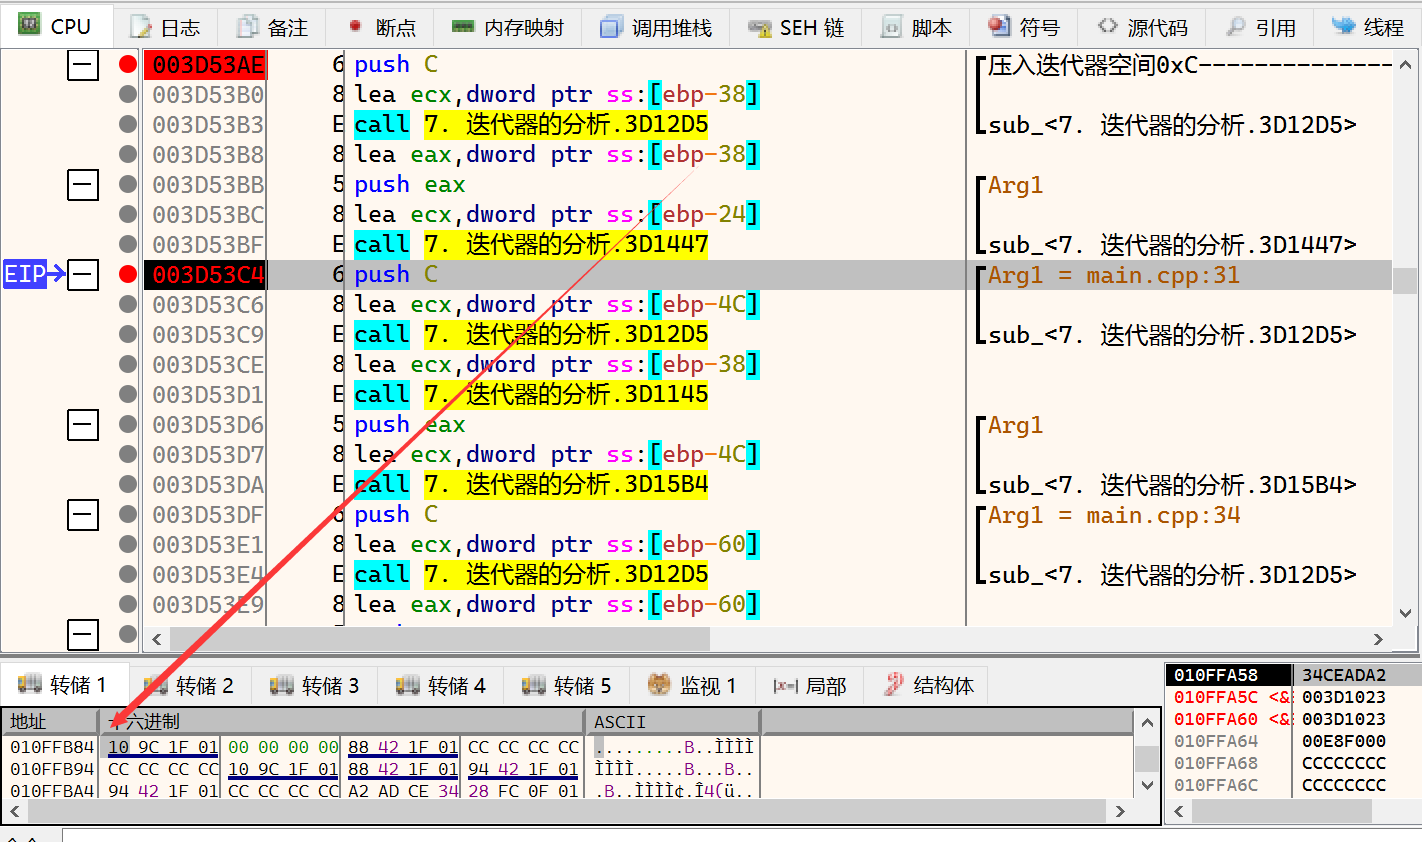 CPU 日志 备注 断点 内存映射 调用堆栈 SEH 链 脚本 符号 源代码 引用 线程
003D53AE 6 push C 压入迭代器空间0xC--------------
003D53B0 8 lea ecx,dword ptr ss:[ebp-38]
003D53B3 E call 7. 迭代器的分析.3D12D5 sub_<7. 迭代器的分析.3D12D5>
003D53B8 8 lea eax,dword ptr ss:[ebp-38]
003D53BB 5 push eax Arg1
003D53BC 8 lea ecx,dword ptr ss:[ebp-24]
003D53BF E call 7. 迭代器的分析.3D1447 sub_<7. 迭代器的分析.3D1447>
EIP 003D53C4 6 push C Arg1 = main.cpp:31
003D53C6 8 lea ecx,dword ptr ss:[ebp-4C]
003D53C9 E call 7. 迭代器的分析.3D12D5 sub_<7. 迭代器的分析.3D12D5>
003D53CE 8 lea ecx,dword ptr ss:[ebp-38]
003D53D1 E call 7. 迭代器的分析.3D1145
003D53D6 5 push eax Arg1
003D53D7 8 lea ecx,dword ptr ss:[ebp-4C]
003D53DA E call 7. 迭代器的分析.3D15B4 sub_<7. 迭代器的分析.3D15B4>
003D53DF 6 push C Arg1 = main.cpp:34
003D53E1 8 lea ecx,dword ptr ss:[ebp-60]
003D53E4 E call 7. 迭代器的分析.3D12D5 sub_<7. 迭代器的分析.3D12D5>
003D53E9 8 lea eax,dword ptr ss:[ebp-60]
转储 1 转储 2 转储 3 转储 4 转储 5 监视 1 局部 结构体
地址 十六进制 ASCII
010FFB84 10 9C 1F 01 00 00 00 00 88 42 1F 01 CC CC CC CC .........B..ÌÌÌÌ
010FFB94 CC CC CC CC 10 9C 1F 01 88 42 1F 01 94 42 1F 01 ÌÌÌÌ.....B...B..
010FFBA4 94 42 1F 01 CC CC CC CC A2 AD CE 34 28 FC 0F 01 .B..ÌÌÌÌ¢.Î4(ü..
010FFA58 34CEADA2
010FFA5C <& 003D1023
010FFA60 <& 003D1023
010FFA64 00E8F000
010FFA68 CCCCCCCC
010FFA6C CCCCCCCC